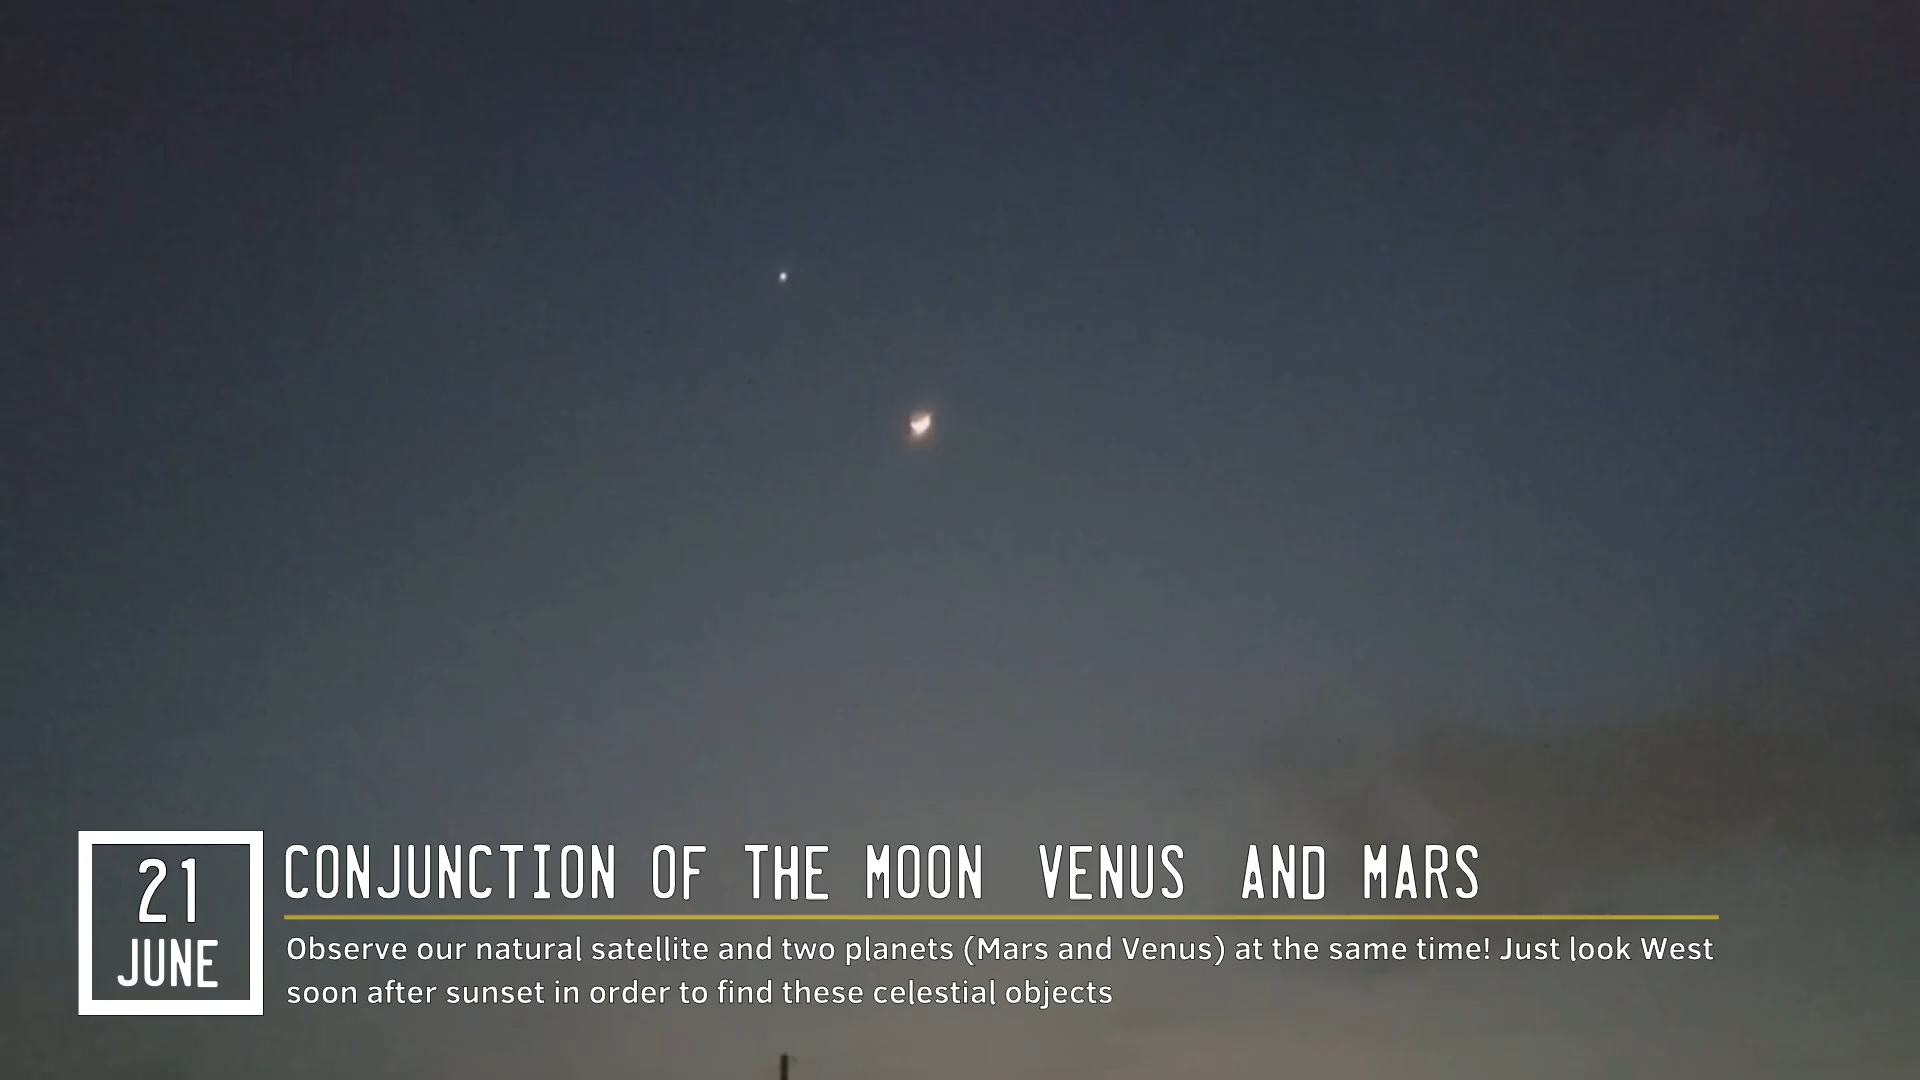 21
JUNE
CONJUNCTION OF THE MOON VENUS AND MARS
Observe our natural satellite and two planets (Mars and Venus) at the same time! Just look West
soon after sunset in order to find these celestial objects